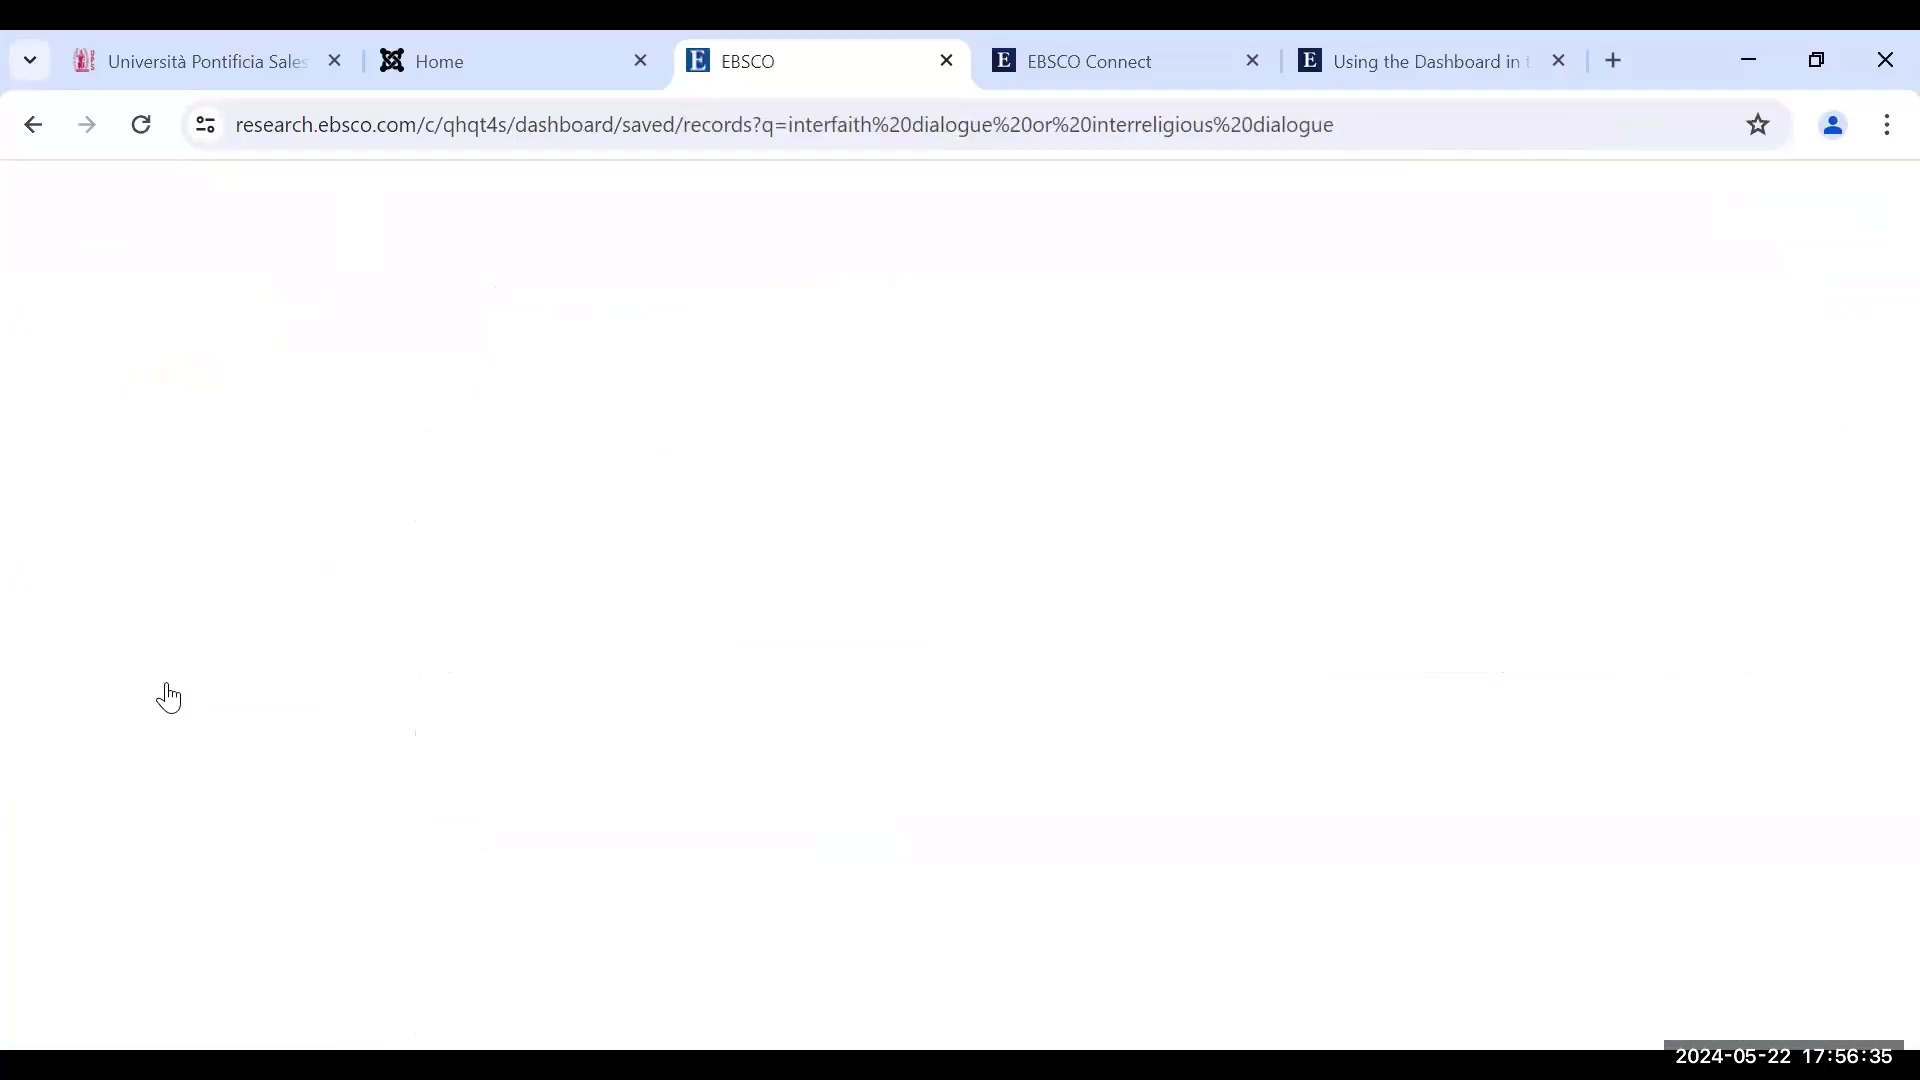 Università Pontificia Sales
Home
EBSCO
EBSCO Connect
Using the Dashboard in
research.ebsco.com/c/qhqt4s/dashboard/saved/records?q=interfaith%20dialogue%20or%20interreligious%20dialogue
2024-05-22 17:56:35